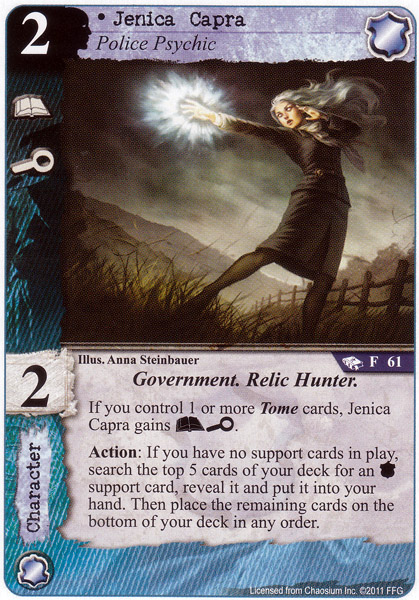 2
• Jenica Capra
Police Psychic
Illus. Anna Steinbauer
F 61
2
Government. Relic Hunter.
If you control 1 or more Tome cards, Jenica
Capra gains .
Action: If you have no support cards in play,
search the top 5 cards of your deck for an
support card, reveal it and put it into your
hand. Then place the remaining cards on the
bottom of your deck in any order.
Character
Licensed from Chaosium Inc. ©2011 FFG